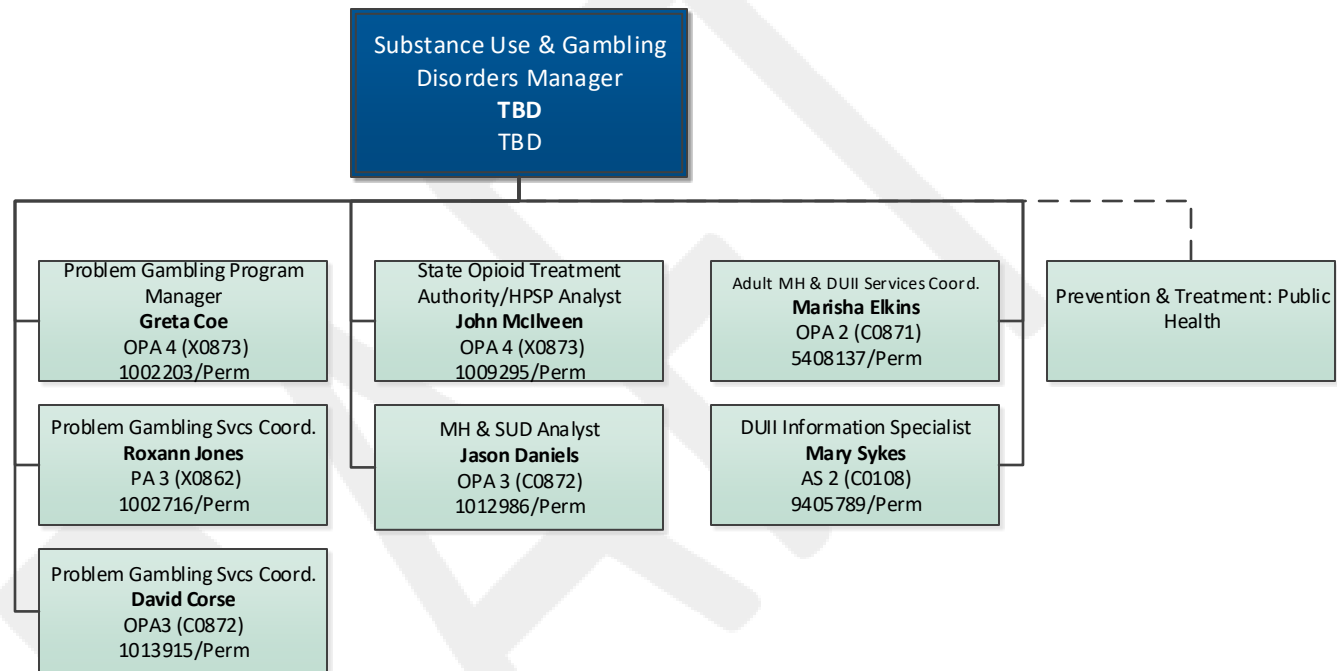 Substance Use & Gambling
Disorders Manager
TBD
TBD
Problem Gambling Program
Manager
Greta Coe
OPA 4 (X0873)
1002203/Perm
State Opioid Treatment
Authority/HPSP Analyst
John McIlveen
OPA 4 (X0873)
1009295/Perm
Adult MH & DUII Services Coord.
Marisha Elkins
OPA 2 (C0871)
5408137/Perm
Prevention & Treatment: Public
Health
Problem Gambling Svcs Coord.
Roxann Jones
PA 3 (X0862)
1002716/Perm
MH & SUD Analyst
Jason Daniels
OPA 3 (C0872)
1012986/Perm
DUII Information Specialist
Mary Sykes
AS 2 (C0108)
9405789/Perm
Problem Gambling Svcs Coord.
David Corse
OPA3 (C0872)
1013915/Perm